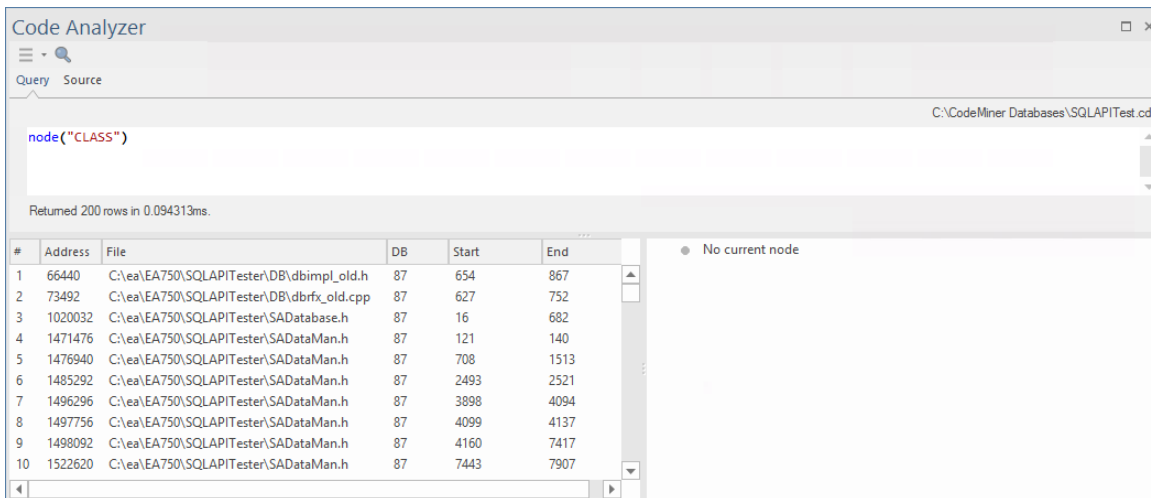 Code Analyzer
Query Source
C:\CodeMiner Databases\SQLAPITest.cd
node("CLASS")
Returned 200 rows in 0.094313ms.
# Address File DB Start End
1 66440 C:\ea\EA750\SQLAPITester\DB\dbimpl_old.h 87 654 867
2 73492 C:\ea\EA750\SQLAPITester\DB\dbrfx_old.cpp 87 627 752
3 1020032 C:\ea\EA750\SQLAPITester\SADatabase.h 87 16 682
4 1471476 C:\ea\EA750\SQLAPITester\SADataMan.h 87 121 140
5 1476940 C:\ea\EA750\SQLAPITester\SADataMan.h 87 708 1513
6 1485292 C:\ea\EA750\SQLAPITester\SADataMan.h 87 2493 2521
7 1496296 C:\ea\EA750\SQLAPITester\SADataMan.h 87 3898 4094
8 1497756 C:\ea\EA750\SQLAPITester\SADataMan.h 87 4099 4137
9 1498092 C:\ea\EA750\SQLAPITester\SADataMan.h 87 4160 7417
10 1522620 C:\ea\EA750\SQLAPITester\SADataMan.h 87 7443 7907
No current node